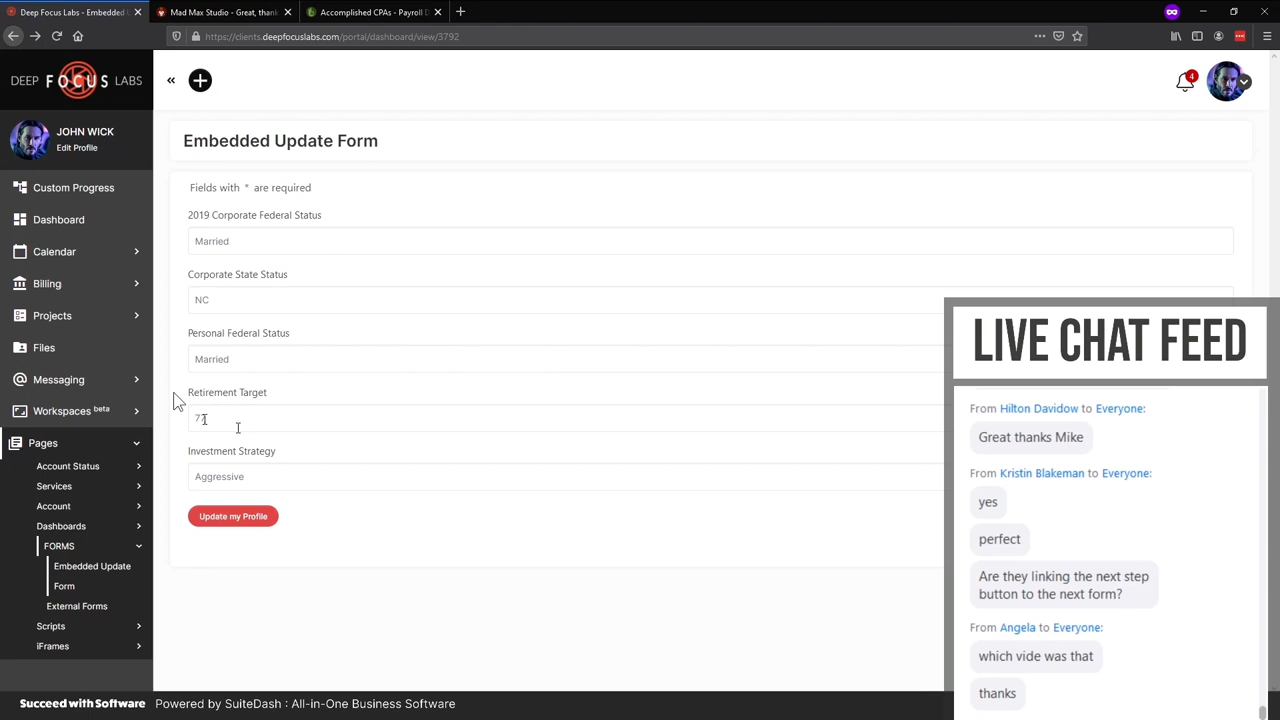 Deep Focus Labs - Embedded U
Mad Max Studio - Great, thank
Accomplished CPAs - Payroll D
https://clients.deepfocuslabs.com/portal/dashboard/view/3792
DEEP FOCUS LABS
4
JOHN WICK
Edit Profile
Custom Progress
Dashboard
Calendar
Billing
Projects
Files
Messaging
Workspaces beta
Pages
Account Status
Services
Account
Dashboards
FORMS
Embedded Update
Form
External Forms
Scripts
iFrames
Embedded Update Form
Fields with * are required
2019 Corporate Federal Status
Married
Corporate State Status
NC
Personal Federal Status
Married
Retirement Target
Investment Strategy
Aggressive
Update my Profile
LIVE CHAT FEED
From Hilton Davidow to Everyone:
Great thanks Mike
From Kristin Blakeman to Everyone:
yes
perfect
Are they linking the next step
button to the next form?
From Angela to Everyone:
which vide was that
thanks
Succeed with Software
Powered by SuiteDash : All-in-One Business Software